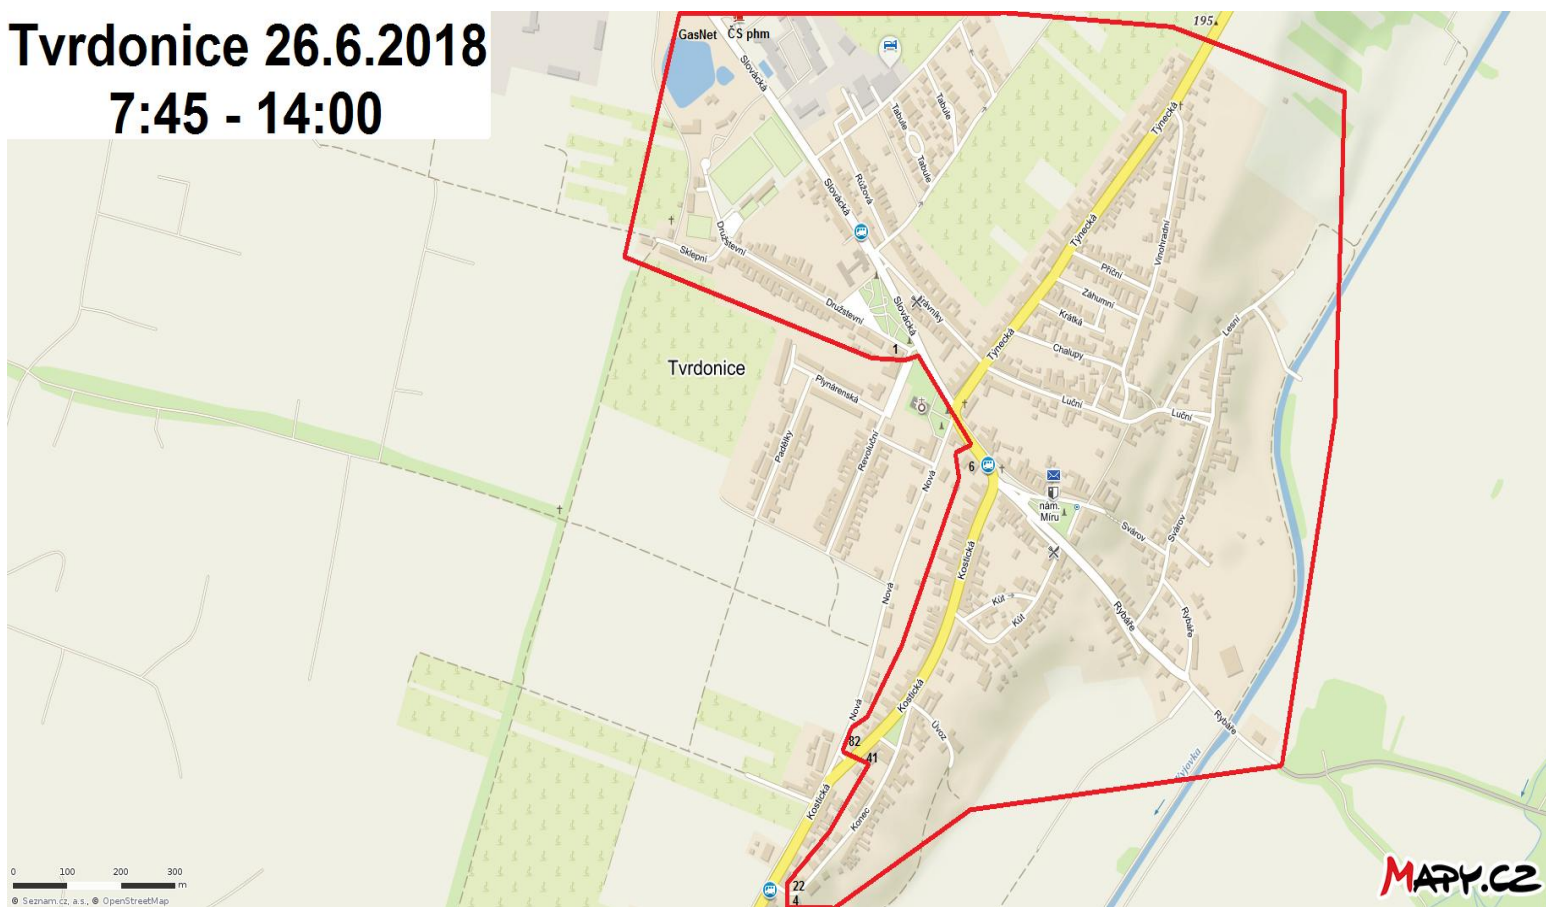 Tvrdonice 26.6.2018
7:45 - 14:00
GasNet
ČS phm
195
Slovácká
Tabule
Tabule
Týnecká
Tabule
Růžová
Slovácká
Družstevní
Sklepní
Týnecká
Vinohradní
Příční
Záhumní
Krátká
Lesní
Družstevní
Slovácká
Trávníky
1
Týnecká
Chalupy
Tvrdonice
Plynárenská
Luční
Luční
Padělky
Revoluční
6
Nová
nám.
Míru
Svárov
Svárov
Kostická
Nová
Kút
Kút
Rybáře
Rybáře
Kostická
Nová
Úvoz
Rybáře
82
41
Kyjovka
Kostická
Konec
22
4
0 100 200 300
m
© Seznam.cz, a.s., © OpenStreetMap
MAPY.CZ